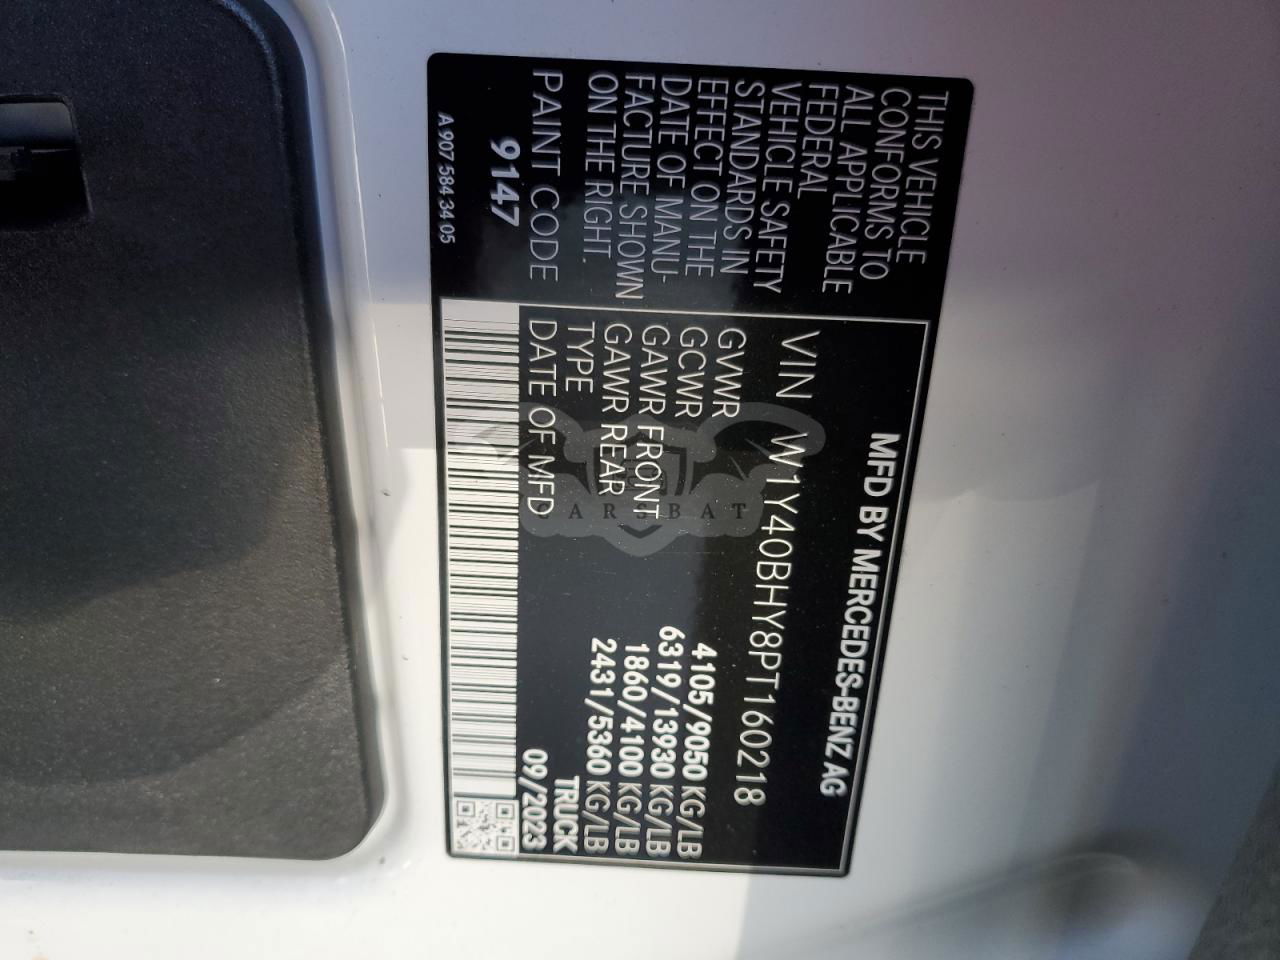 THIS VEHICLE
CONFORMS TO
ALL APPLICABLE
FEDERAL
VEHICLE SAFETY
STANDARDS IN
EFFECT ON THE
DATE OF MANU-
FACTURE SHOWN
ON THE RIGHT.
PAINT CODE
9147
A 907 584 34 05
MFD BY MERCEDES-BENZ AG
VIN W1Y40BHY8PT160218
GVWR 4105/9050 KG/LB
GCWR 6319/13930 KG/LB
GAWR FRONT 1860/4100 KG/LB
GAWR REAR 2431/5360 KG/LB
TYPE TRUCK
DATE OF MFD 09/2023
CARSBAT